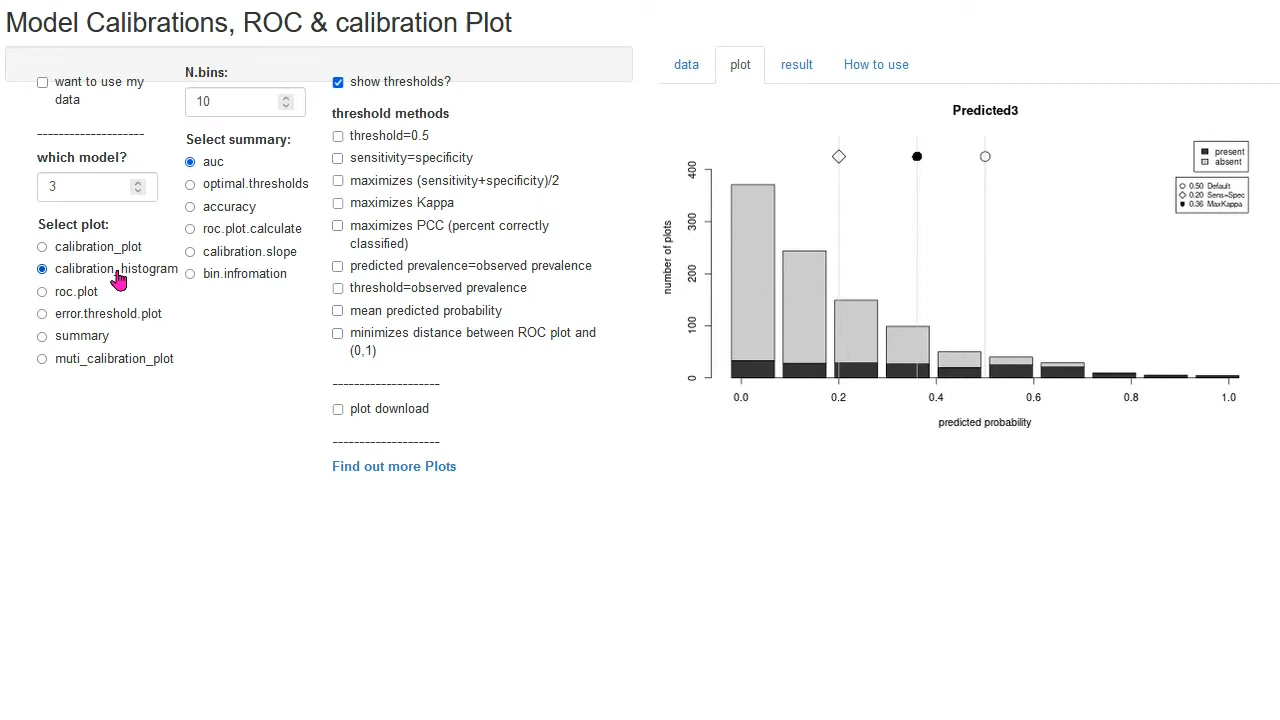 Model Calibrations, ROC & calibration Plot
want to use my
data
--------------------
which model?
3
Select plot:
calibration_plot
calibration_histogram
roc.plot
error.threshold.plot
summary
muti_calibration_plot
N.bins:
10
Select summary:
auc
optimal.thresholds
accuracy
roc.plot.calculate
calibration.slope
bin.infromation
show thresholds?
threshold methods
threshold=0.5
sensitivity=specificity
maximizes (sensitivity+specificity)/2
maximizes Kappa
maximizes PCC (percent correctly
classified)
predicted prevalence=observed prevalence
threshold=observed prevalence
mean predicted probability
minimizes distance between ROC plot and
(0,1)
--------------------
plot download
--------------------
Find out more Plots
data plot result How to use
Predicted3
present
absent
0.50 Default
0.20 Sens=Spec
0.36 MaxKappa
number of plots
400
300
200
100
0
0.0 0.2 0.4 0.6 0.8 1.0
predicted probability